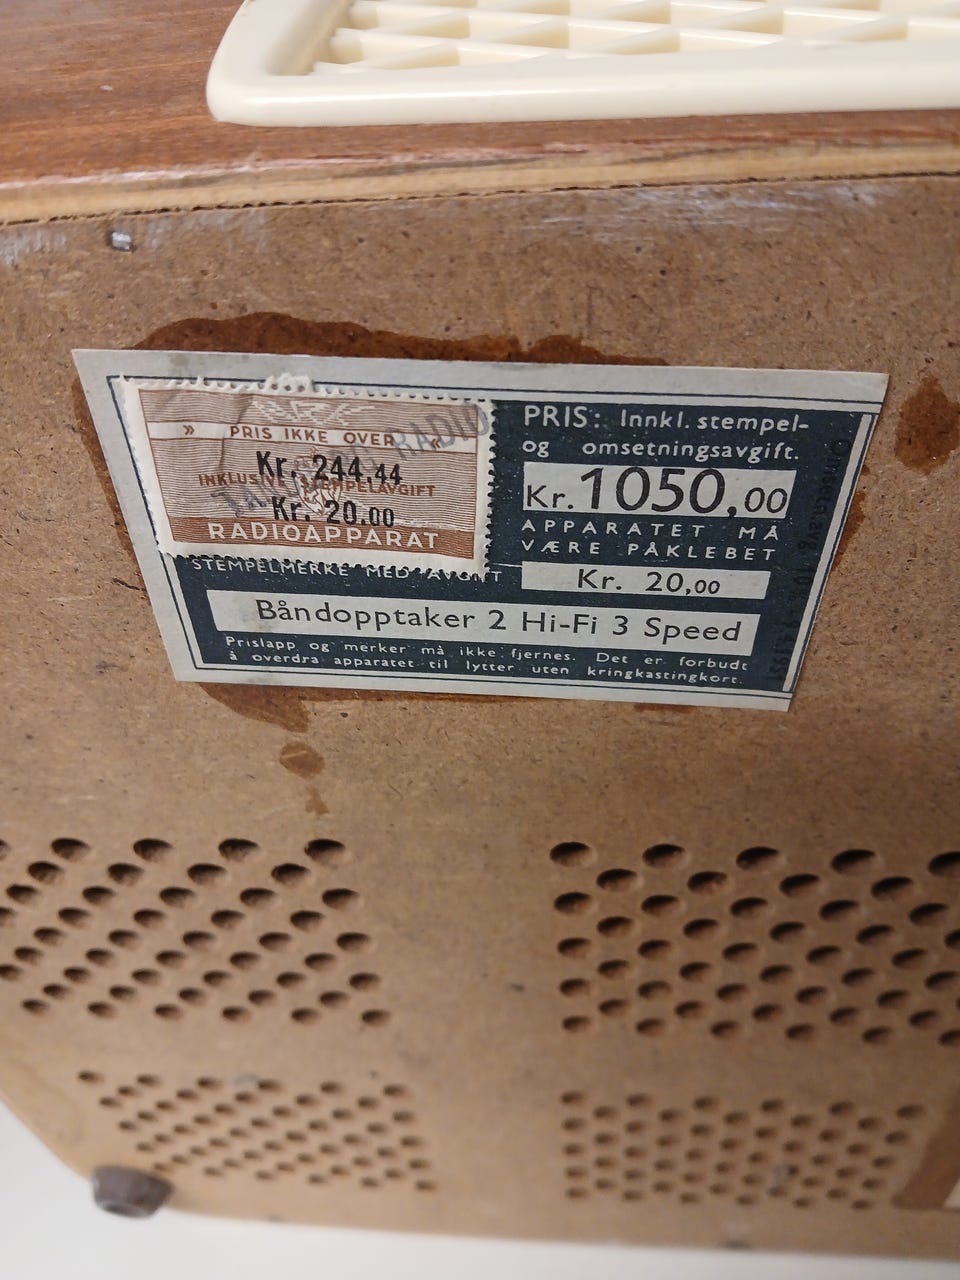 » PRIS IKKE OVER «
Kr. 244.44
INKLUSIVE STEMPELAVGIFT
Kr. 20.00
RADIOAPPARAT
RADIO
PRIS: Innkl. stempel-
og omsetningsavgift.
Kr. 1050,00
APPARATET MÅ
VÆRE PÅKLEBET
STEMPELMERKE MED AVGIFT
Kr. 20,00
Båndopptaker 2 Hi-Fi 3 Speed
Prislapp og merker må ikke fjernes. Det er forbudt
å overdra apparatet til lytter uten kringkastingkort.